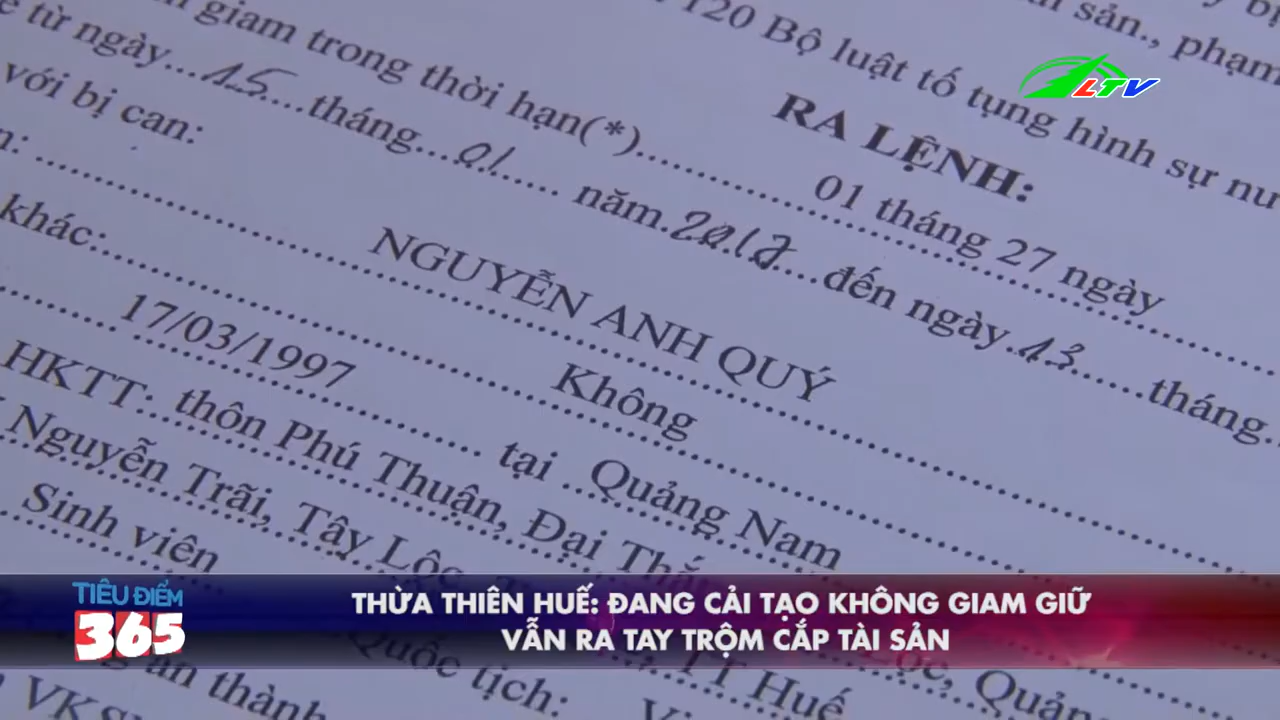 120 Bộ luật tố tụng hình sự
sản., phạm
LTV
RA LỆNH:
giam trong thời hạn(*)..........01 tháng 27 ngày
từ ngày...15....tháng....01...... năm.2017....đến ngày..13......tháng
với bị can:
NGUYỄN ANH QUÝ
khác:
Không
17/03/1997 tại Quảng Nam
HKTT: thôn Phú Thuận, Đại
Nguyễn Trãi, Tây Lộc
Sinh viên
TIÊU ĐIỂM
365
THỪA THIÊN HUẾ: ĐANG CẢI TẠO KHÔNG GIAM GIỮ
VẪN RA TAY TRỘM CẮP TÀI SẢN
Quốc tịch:
TT Huế
án thành